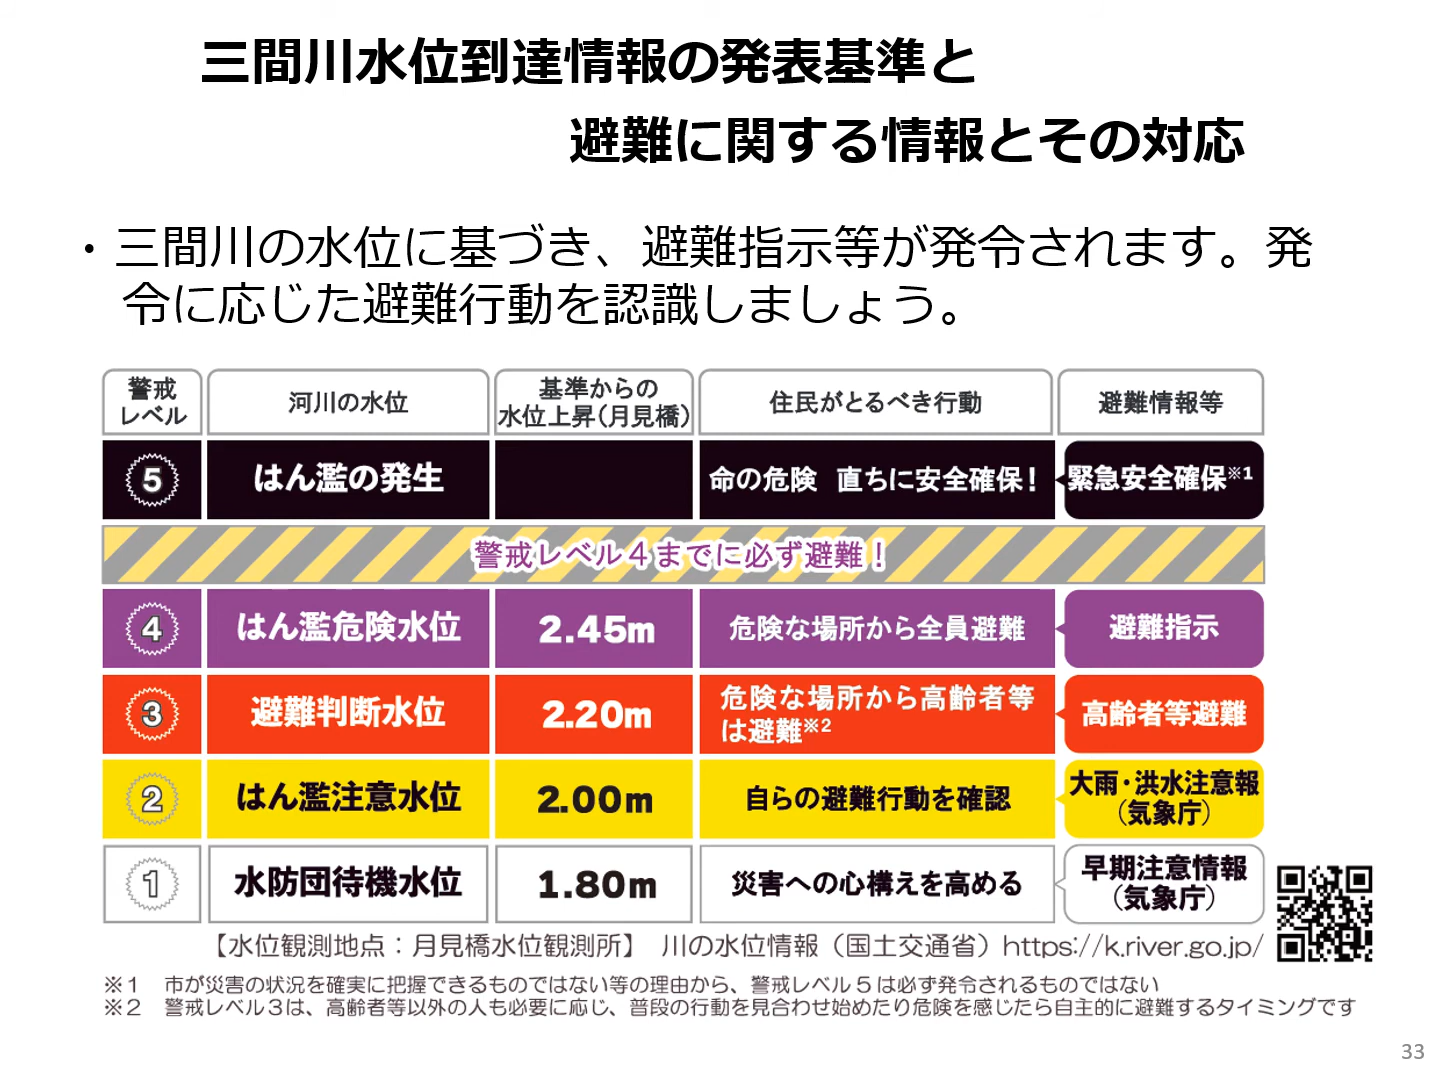 三間川水位到達情報の発表基準と
避難に関する情報とその対応
・三間川の水位に基づき、避難指示等が発令されます。発
令に応じた避難行動を認識しましょう。
警戒
レベル
河川の水位
基準からの
水位上昇(月見橋)
住民がとるべき行動
避難情報等
5
はん濫の発生
命の危険 直ちに安全確保!
緊急安全確保※1
警戒レベル4までに必ず避難!
4
はん濫危険水位
2.45m
危険な場所から全員避難
避難指示
3
避難判断水位
2.20m
危険な場所から高齢者等
は避難※2
高齢者等避難
2
はん濫注意水位
2.00m
自らの避難行動を確認
大雨・洪水注意報
(気象庁)
1
水防団待機水位
1.80m
災害への心構えを高める
早期注意情報
(気象庁)
【水位観測地点:月見橋水位観測所】 川の水位情報(国土交通省)https://k.river.go.jp/
※1 市が災害の状況を確実に把握できるものではない等の理由から、警戒レベル5は必ず発令されるものではない
※2 警戒レベル3は、高齢者等以外の人も必要に応じ、普段の行動を見合わせ始めたり危険を感じたら自主的に避難するタイミングです
33